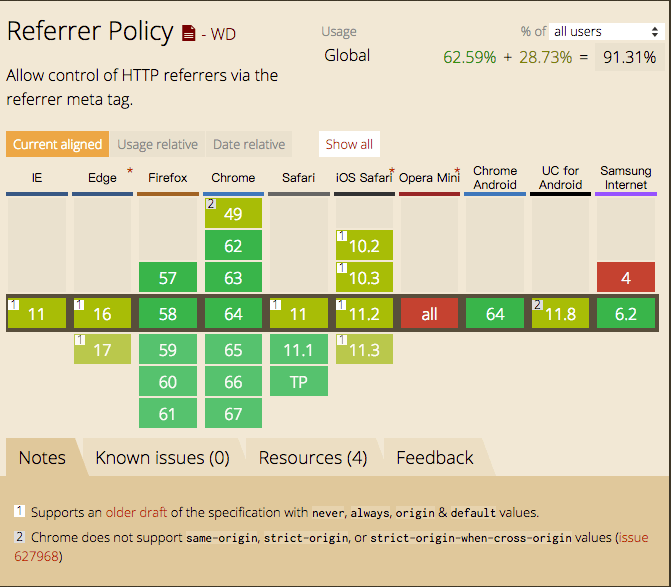 Referrer Policy - WD
Usage
% of all users
Global
62.59% + 28.73% = 91.31%
Allow control of HTTP referrers via the
referrer meta tag.
Current aligned Usage relative Date relative Show all
IE Edge * Firefox Chrome Safari iOS Safari * Opera Mini * Chrome Android UC for Android Samsung Internet
2 49
62 1 10.2
57 63 1 10.3 4
1 11 1 16 58 64 1 11 1 11.2 all 64 2 11.8 6.2
1 17 59 65 11.1 1 11.3
60 66 TP
61 67
Notes Known issues (0) Resources (4) Feedback
1 Supports an older draft of the specification with never, always, origin & default values.
2 Chrome does not support same-origin, strict-origin, or strict-origin-when-cross-origin values (issue
627968)